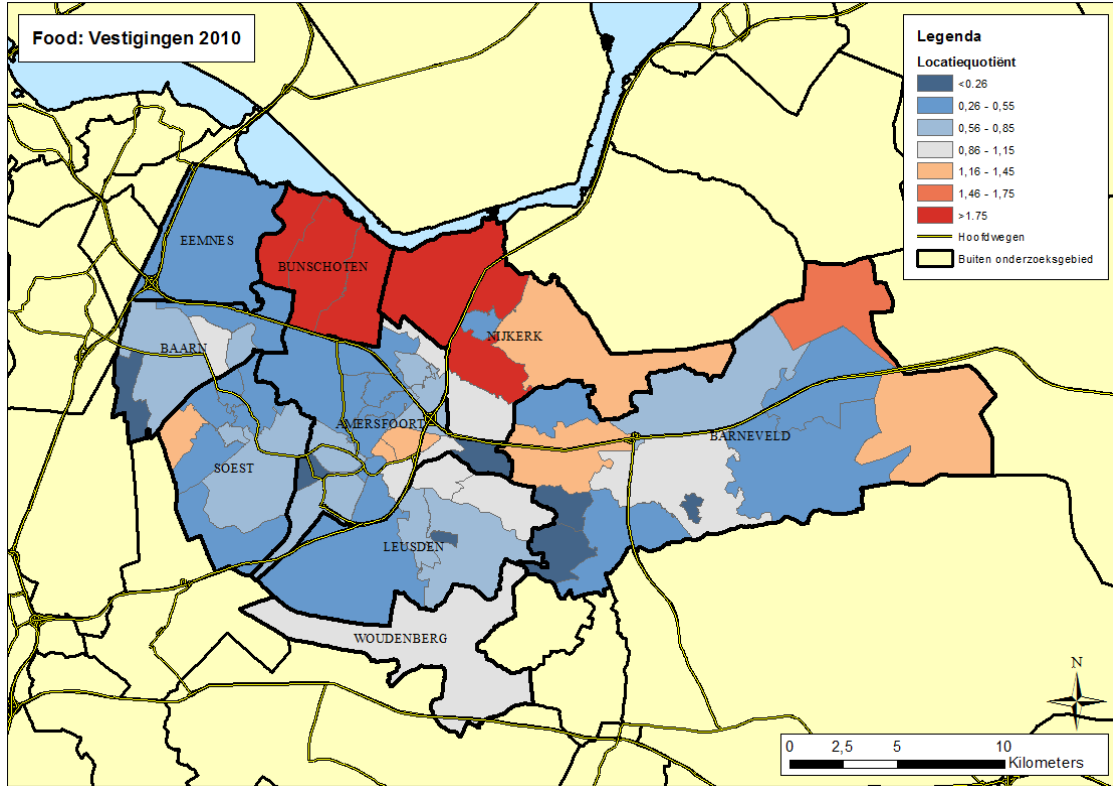 Food: Vestigingen 2010
Legenda
Locatiequotiënt
<0.26
0,26 - 0,55
0,56 - 0,85
0,86 - 1,15
1,16 - 1,45
1,46 - 1,75
>1.75
Hoofdwegen
Buiten onderzoeksgebied
EEMNES
BUNSCHOTEN
NIJKERK
BAARN
AMERSFOORT
BARNEVELD
SOEST
LEUSDEN
WOUDENBERG
N
0 2,5 5 10
Kilometers